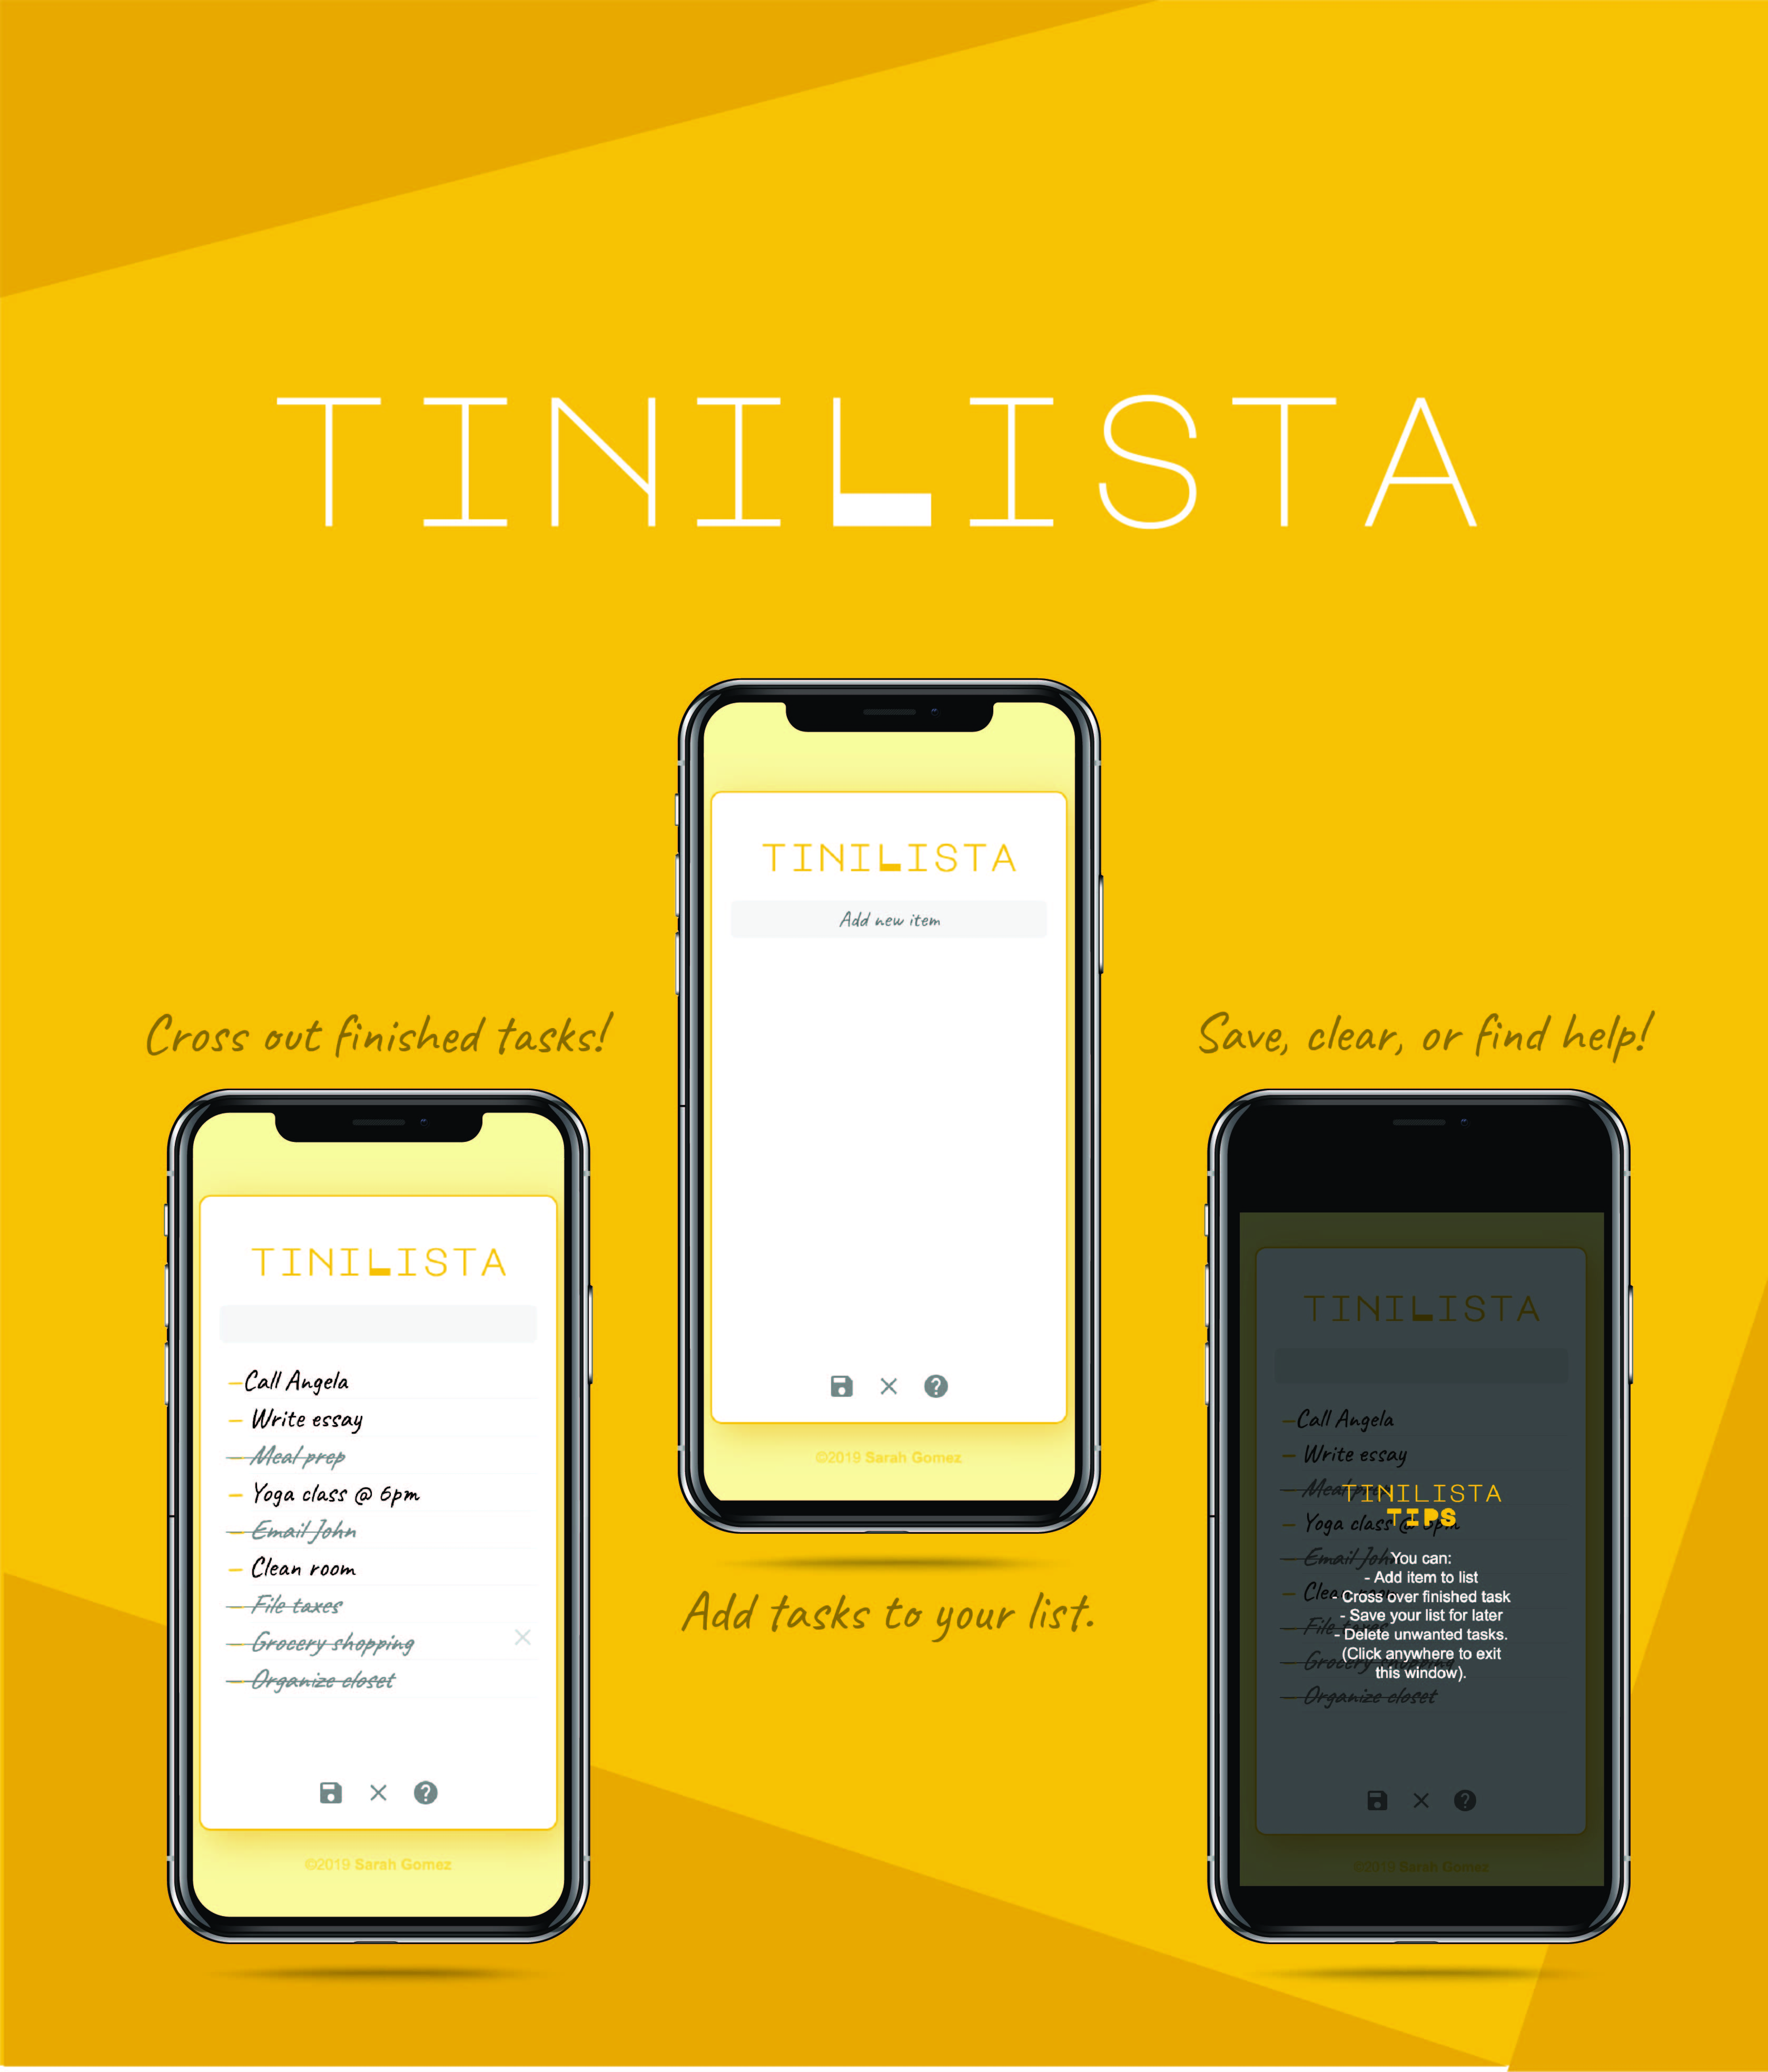 TINILISTA
TINILISTA
Add new item
©2019 Sarah Gomez
Add tasks to your list.
Cross out finished tasks!
TINILISTA
Call Angela
Write essay
Meal prep
Yoga class @ 6pm
Email John
Clean room
File taxes
Grocery shopping
Organize closet
©2019 Sarah Gomez
Save, clear, or find help!
TINILISTA
Call Angela
Write essay
Meal prep
TINILISTA
TIPS
Yoga class @ 6pm
Email John
You can:
- Add item to list
Clean room
- Cross over finished task
- Save your list for later
File taxes
- Delete unwanted tasks.
Grocery shopping
(Click anywhere to exit
this window).
Organize closet
©2019 Sarah Gomez